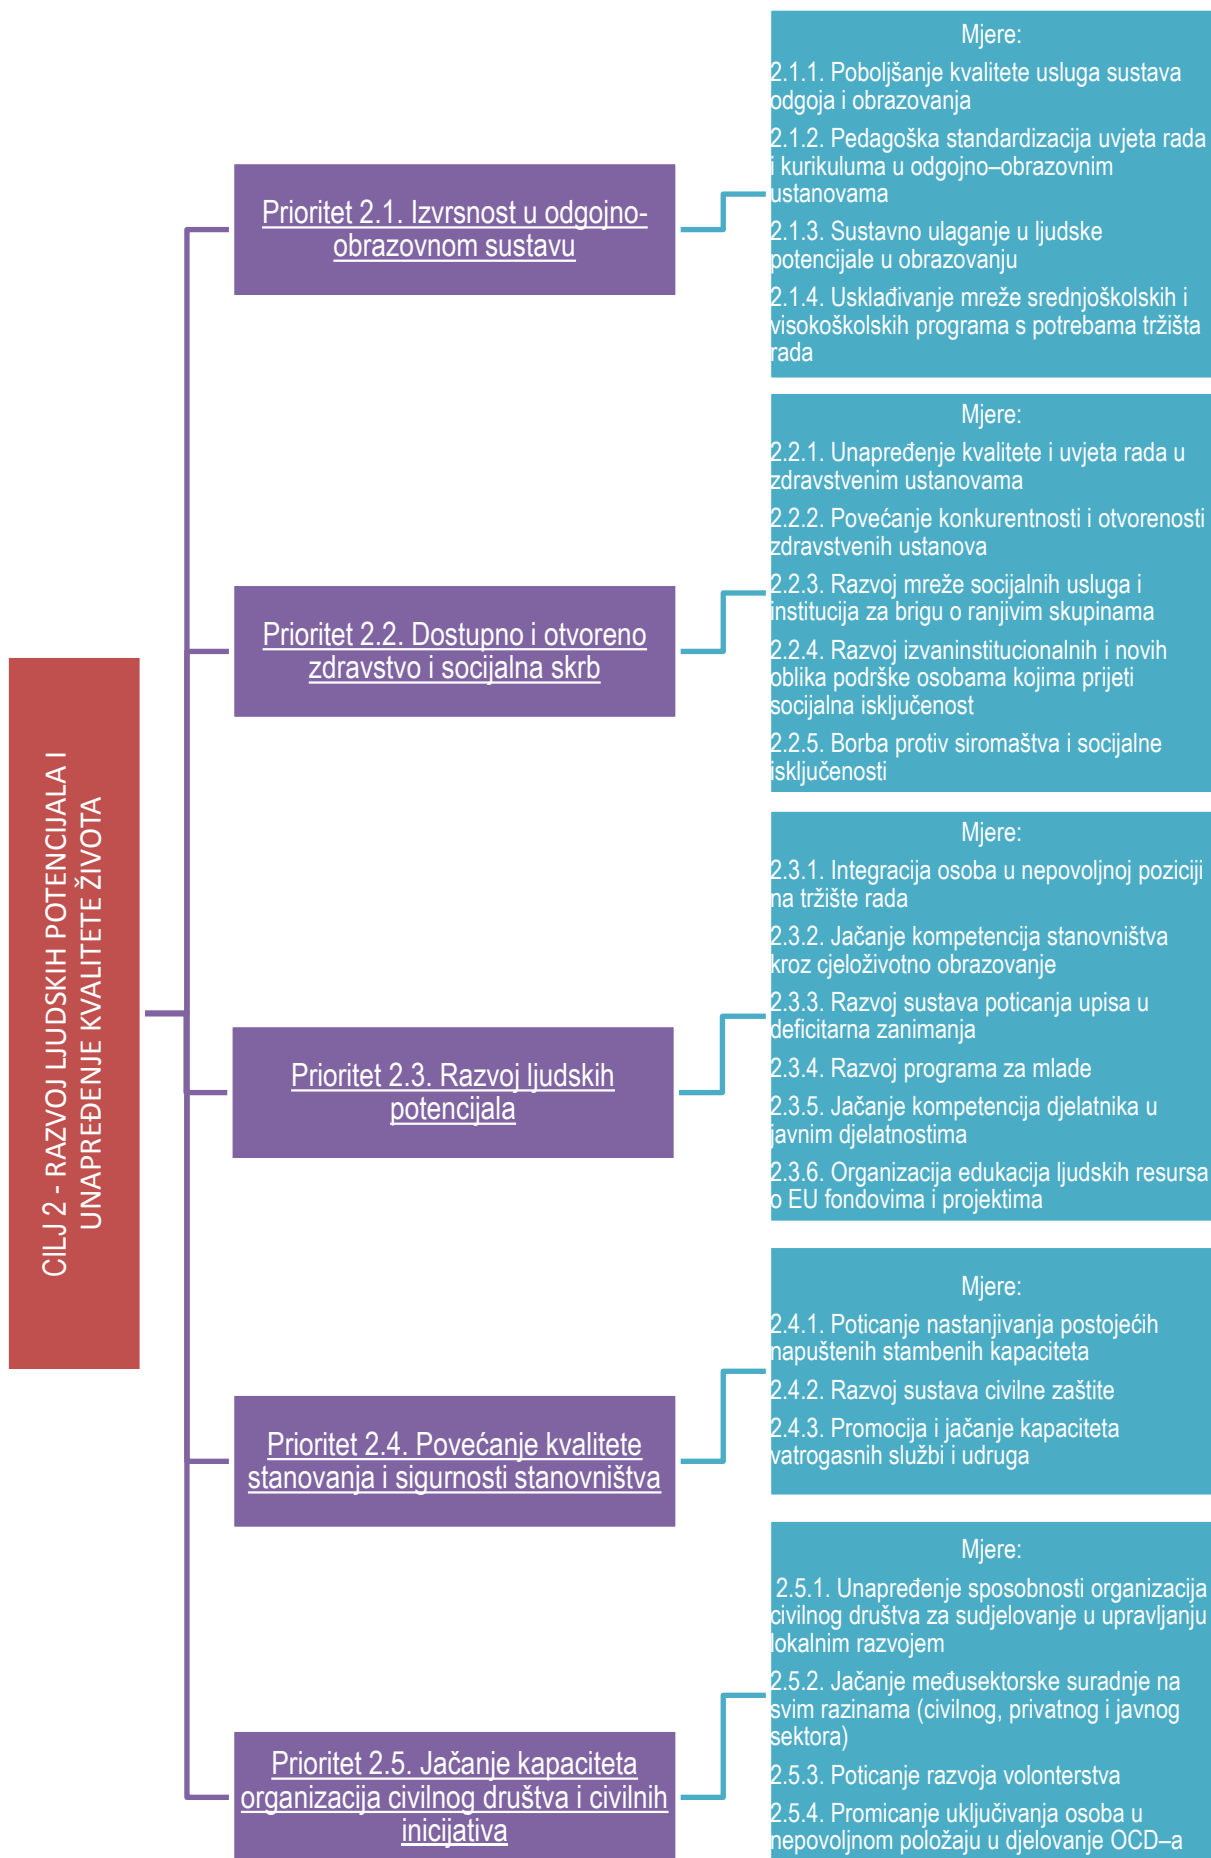 CILJ 2 - RAZVOJ LJUDSKIH POTENCIJALA I
UNAPREĐENJE KVALITETE ŽIVOTA
Prioritet 2.1. Izvrsnost u odgojno-
obrazovnom sustavu
Mjere:
2.1.1. Poboljšanje kvalitete usluga sustava
odgoja i obrazovanja
2.1.2. Pedagoška standardizacija uvjeta rada
i kurikuluma u odgojno–obrazovnim
ustanovama
2.1.3. Sustavno ulaganje u ljudske
potencijale u obrazovanju
2.1.4. Usklađivanje mreže srednjoškolskih i
visokoškolskih programa s potrebama tržišta
rada
Prioritet 2.2. Dostupno i otvoreno
zdravstvo i socijalna skrb
Mjere:
2.2.1. Unapređenje kvalitete i uvjeta rada u
zdravstvenim ustanovama
2.2.2. Povećanje konkurentnosti i otvorenosti
zdravstvenih ustanova
2.2.3. Razvoj mreže socijalnih usluga i
institucija za brigu o ranjivim skupinama
2.2.4. Razvoj izvaninstitucionalnih i novih
oblika podrške osobama kojima prijeti
socijalna isključenost
2.2.5. Borba protiv siromaštva i socijalne
isključenosti
Prioritet 2.3. Razvoj ljudskih
potencijala
Mjere:
2.3.1. Integracija osoba u nepovoljnoj poziciji
na tržište rada
2.3.2. Jačanje kompetencija stanovništva
kroz cjeloživotno obrazovanje
2.3.3. Razvoj sustava poticanja upisa u
deficitarna zanimanja
2.3.4. Razvoj programa za mlade
2.3.5. Jačanje kompetencija djelatnika u
javnim djelatnostima
2.3.6. Organizacija edukacija ljudskih resursa
o EU fondovima i projektima
Prioritet 2.4. Povećanje kvalitete
stanovanja i sigurnosti stanovništva
Mjere:
2.4.1. Poticanje nastanjivanja postojećih
napuštenih stambenih kapaciteta
2.4.2. Razvoj sustava civilne zaštite
2.4.3. Promocija i jačanje kapaciteta
vatrogasnih službi i udruga
Prioritet 2.5. Jačanje kapaciteta
organizacija civilnog društva i civilnih
inicijativa
Mjere:
2.5.1. Unapređenje sposobnosti organizacija
civilnog društva za sudjelovanje u upravljanju
lokalnim razvojem
2.5.2. Jačanje međusektorske suradnje na
svim razinama (civilnog, privatnog i javnog
sektora)
2.5.3. Poticanje razvoja volonterstva
2.5.4. Promicanje uključivanja osoba u
nepovoljnom položaju u djelovanje OCD–a